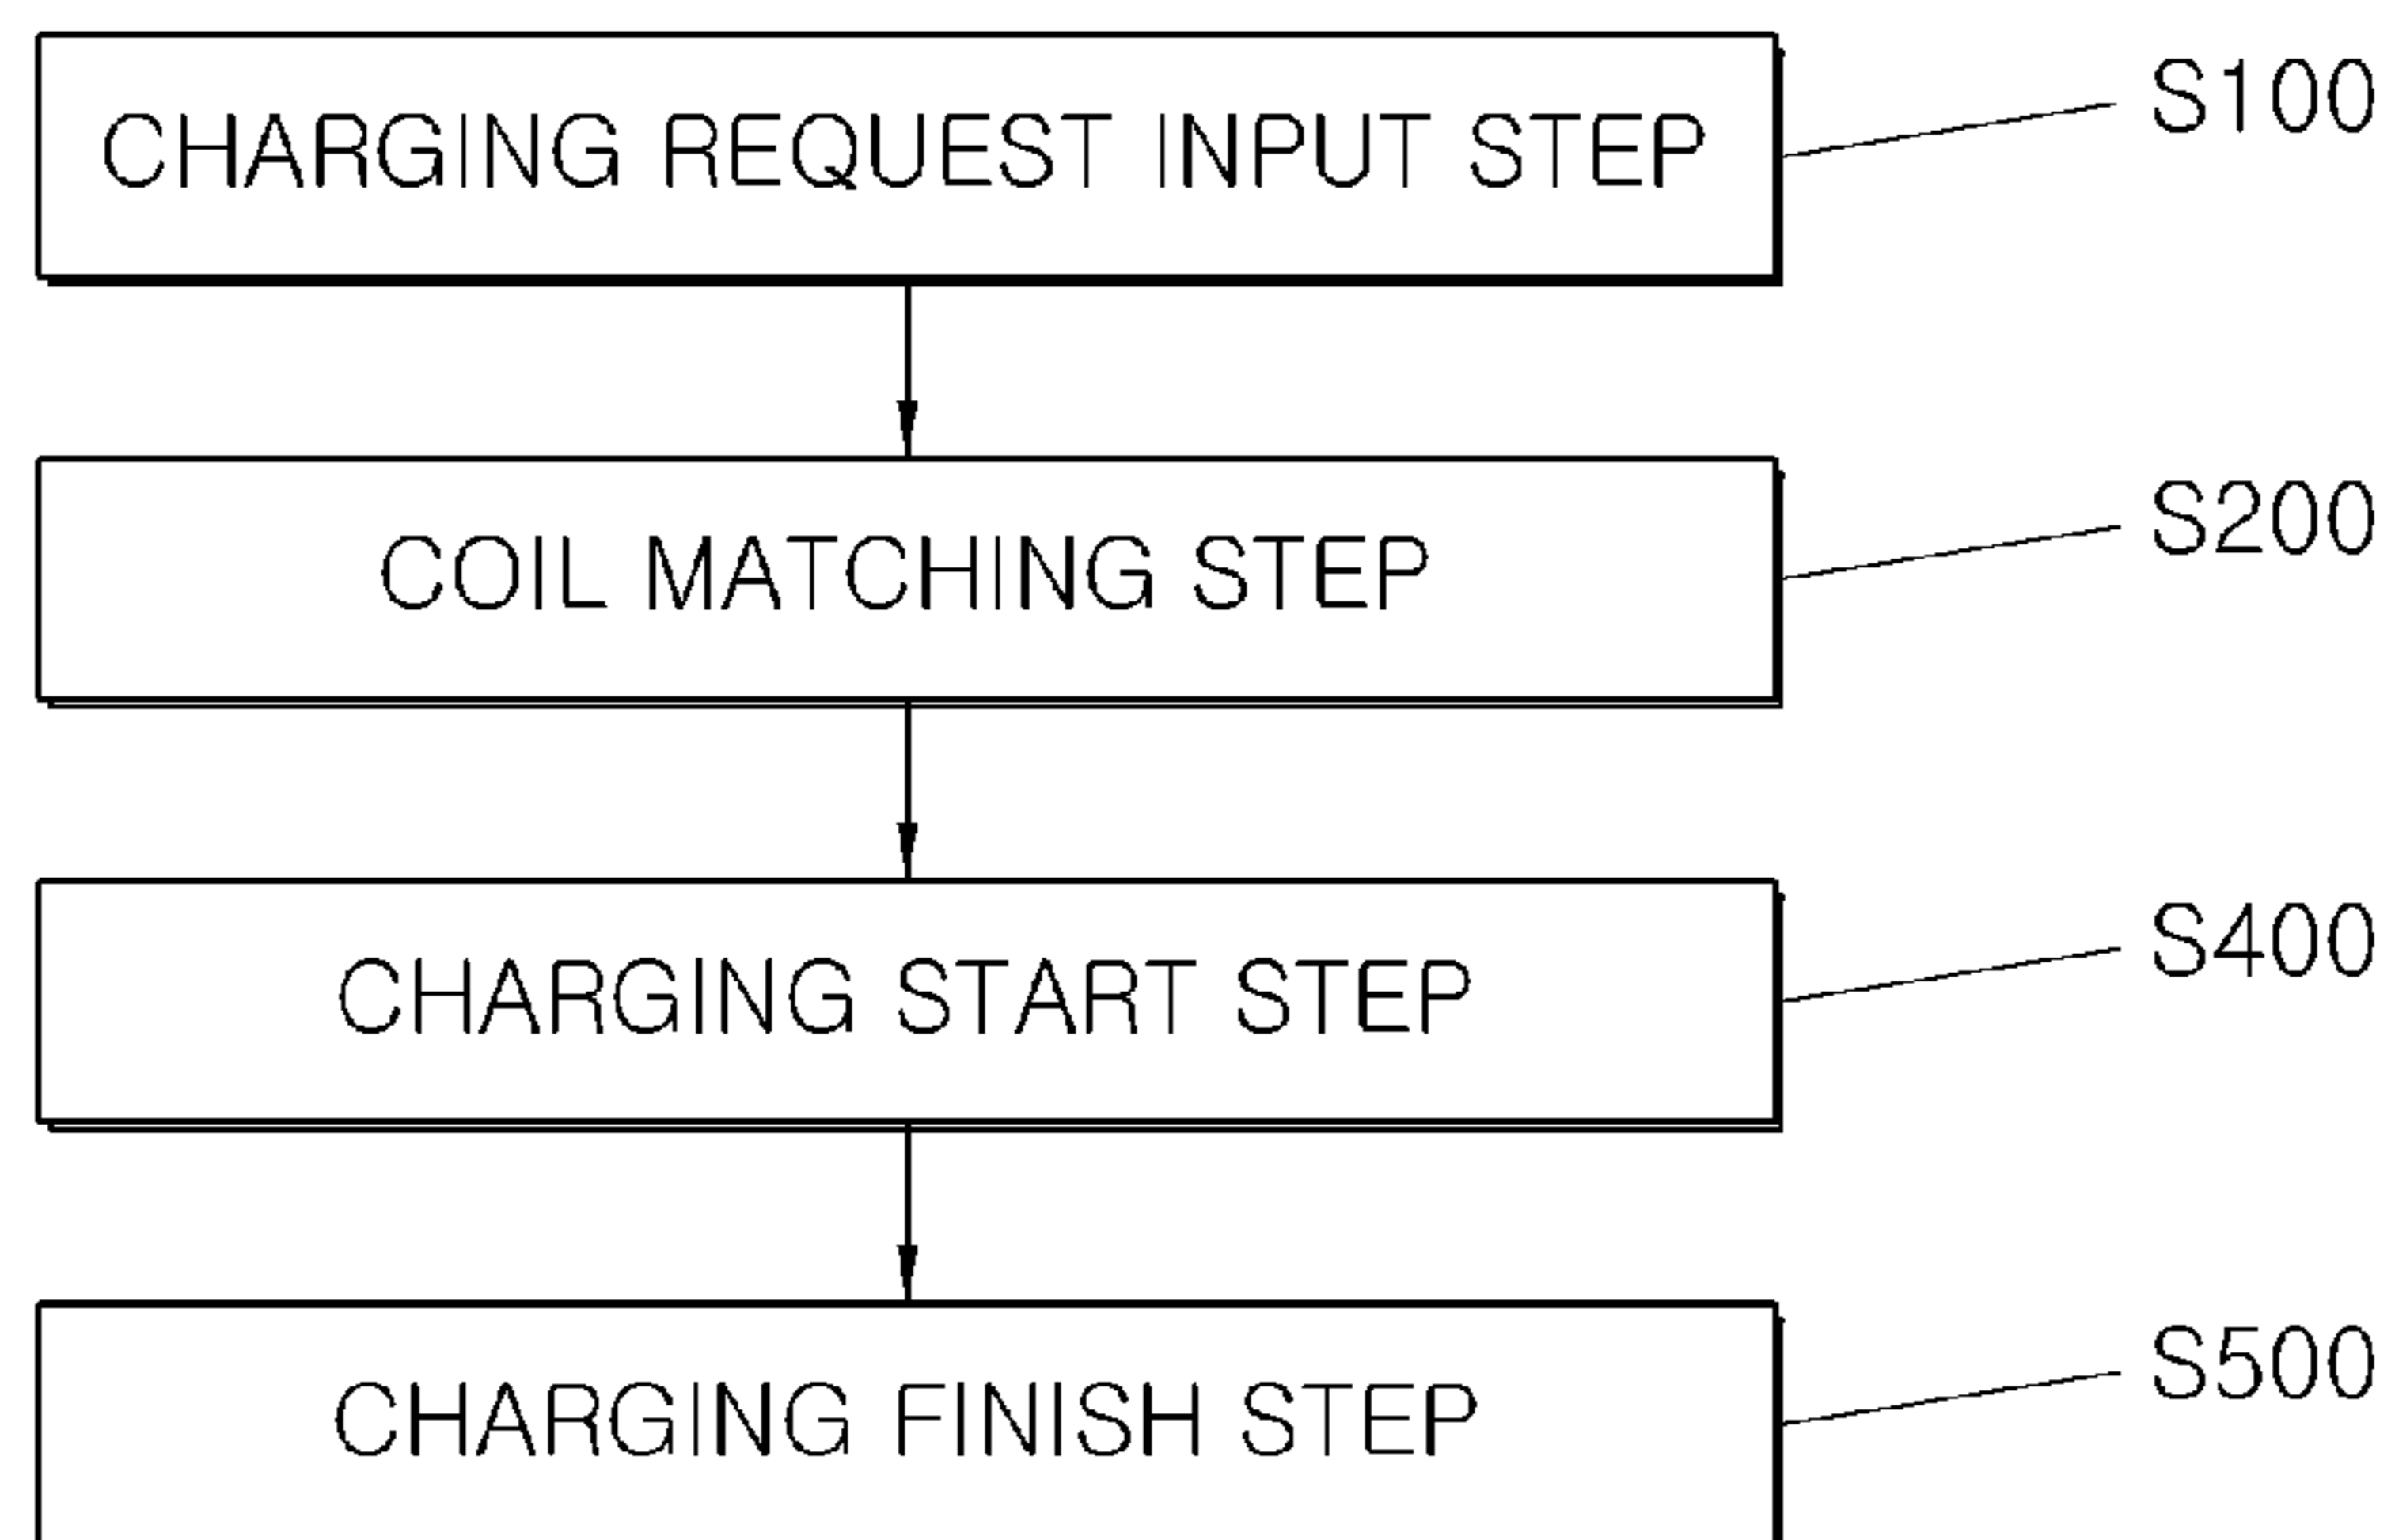 CHARGING REQUEST INPUT STEP
S100
COIL MATCHING STEP
S200
CHARGING START STEP
S400
CHARGING FINISH STEP
S500